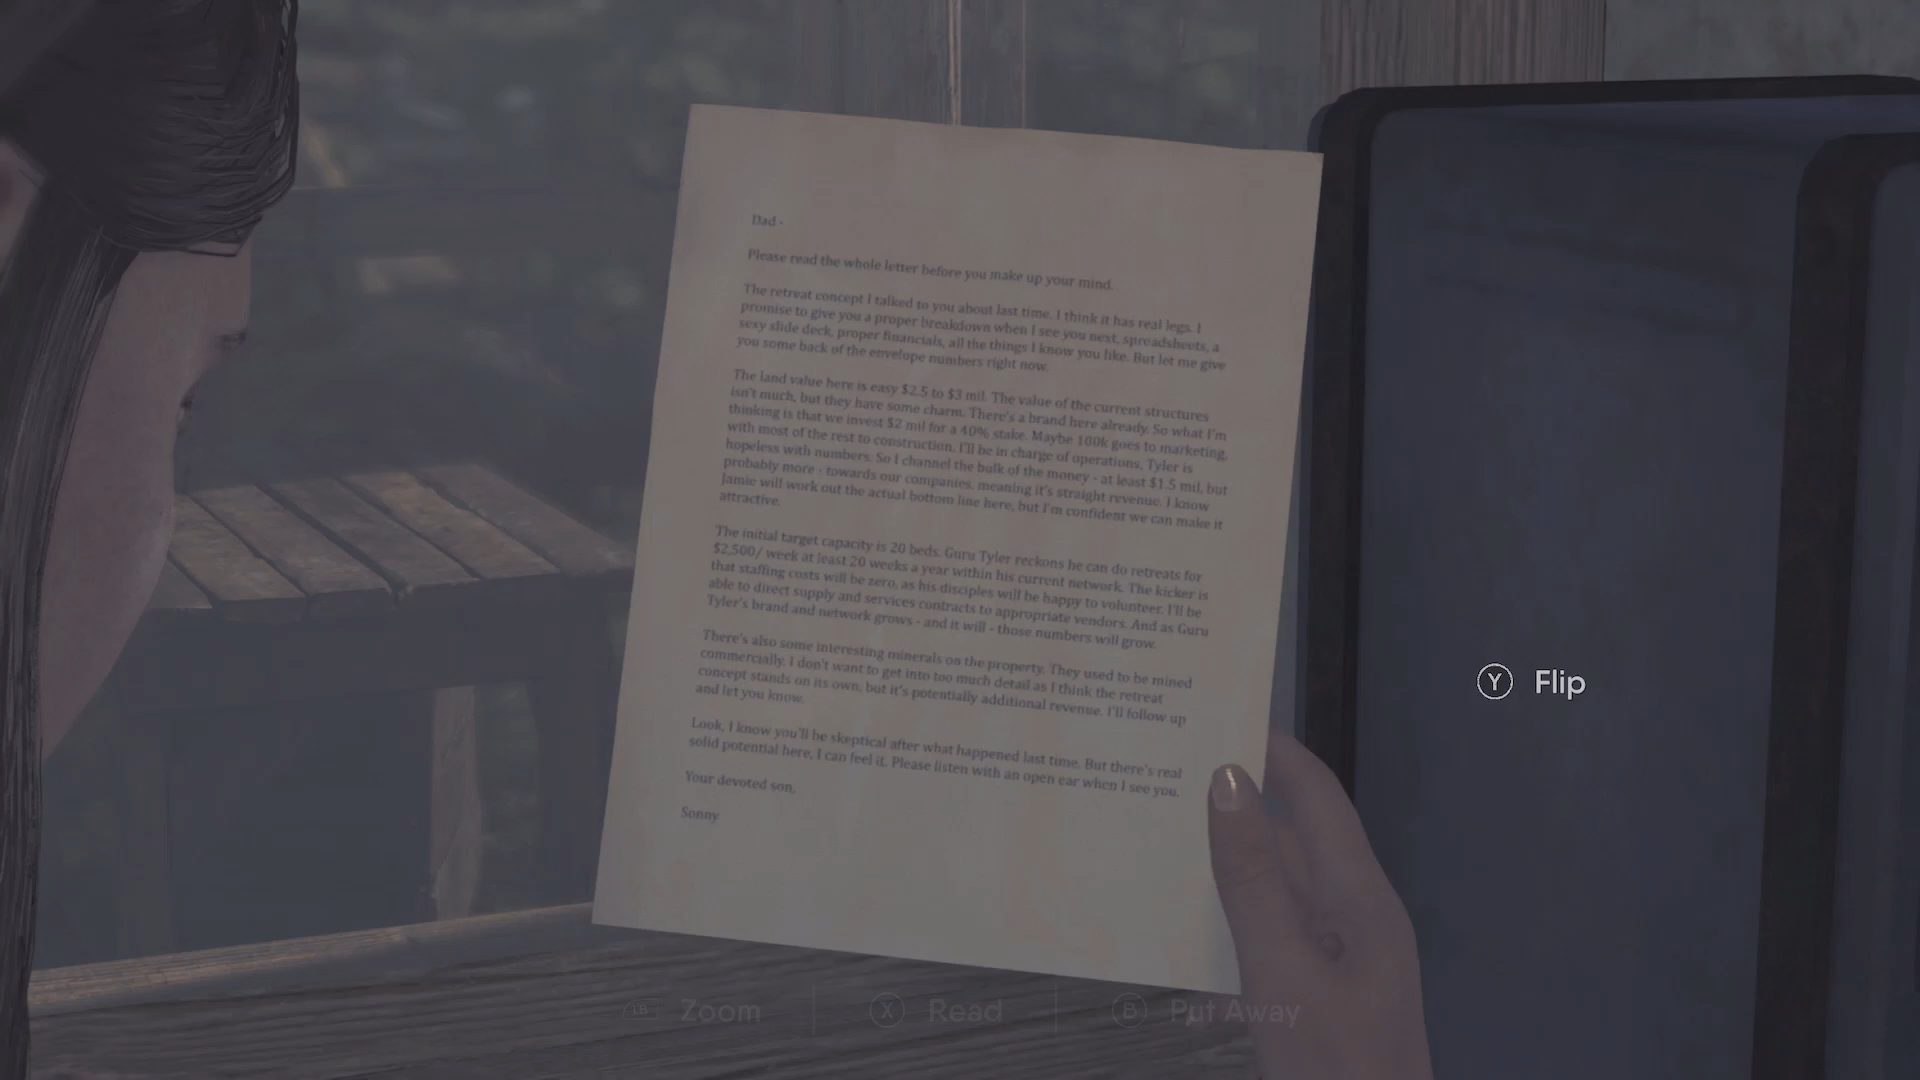 Dad -
Please read the whole letter before you make up your mind.
The retreat concept I talked to you about last time. I think it has real legs. I
promise to give you a proper breakdown when I see you next, spreadsheets, a
sexy slide deck, proper financials, all the things I know you like. But let me give
you some back of the envelope numbers right now.
The land value here is easy $2.5 to $3 mil. The value of the current structures
isn't much, but they have some charm. There's a brand here already. So what I'm
thinking is that we invest $2 mil for a 40% stake. Maybe 100k goes to marketing,
with most of the rest to construction. I'll be in charge of operations, Tyler is
hopeless with numbers. So I channel the bulk of the money - at least $1.5 mil, but
probably more - towards our companies, meaning it's straight revenue. I know
Jamie will work out the actual bottom line here, but I'm confident we can make it
attractive.
The initial target capacity is 20 beds. Guru Tyler reckons he can do retreats for
$2,500/ week at least 20 weeks a year within his current network. The kicker is
that staffing costs will be zero, as his disciples will be happy to volunteer. I'll be
able to direct supply and services contracts to appropriate vendors. And as Guru
Tyler's brand and network grows - and it will - those numbers will grow.
There's also some interesting minerals on the property. They used to be mined
commercially. I don't want to get into too much detail as I think the retreat
concept stands on its own, but it's potentially additional revenue. I'll follow up
and let you know.
Look, I know you'll be skeptical after what happened last time. But there's real
solid potential here, I can feel it. Please listen with an open ear when I see you.
Your devoted son,
Sonny
Y Flip
LB Zoom
X Read
B Put Away